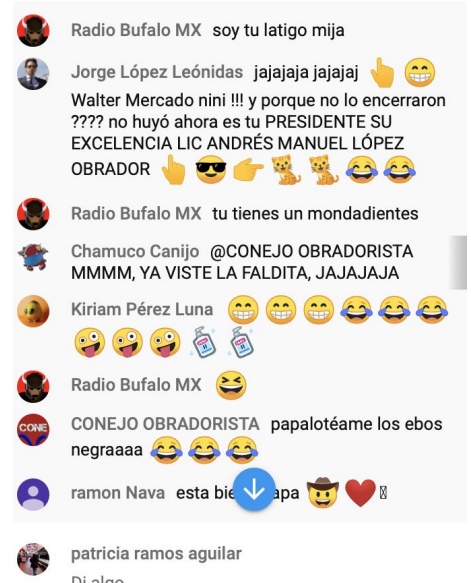 Radio Bufalo MX soy tu latigo mija
Jorge López Leónidas jajajaja jajajaj 👆 😁
Walter Mercado nini !!! y porque no lo encerraron
???? no huyó ahora es tu PRESIDENTE SU
EXCELENCIA LIC ANDRÉS MANUEL LÓPEZ
OBRADOR 👆 😎 👉 🐈 🐈 😂 😂
Radio Bufalo MX tu tienes un mondadientes
Chamuco Canijo @CONEJO OBRADORISTA
MMMM, YA VISTE LA FALDITA, JAJAJAJA
Kiriam Pérez Luna 😁 😁 😁 😂 😂 😂
🤪 🤪 🤪 🧴 🧴
Radio Bufalo MX 😆
CONE
CONEJO OBRADORISTA papalotéame los ebos
negraaaa 😂 😂 😂
ramon Nava esta 🤠 ❤️
patricia ramos aguilar